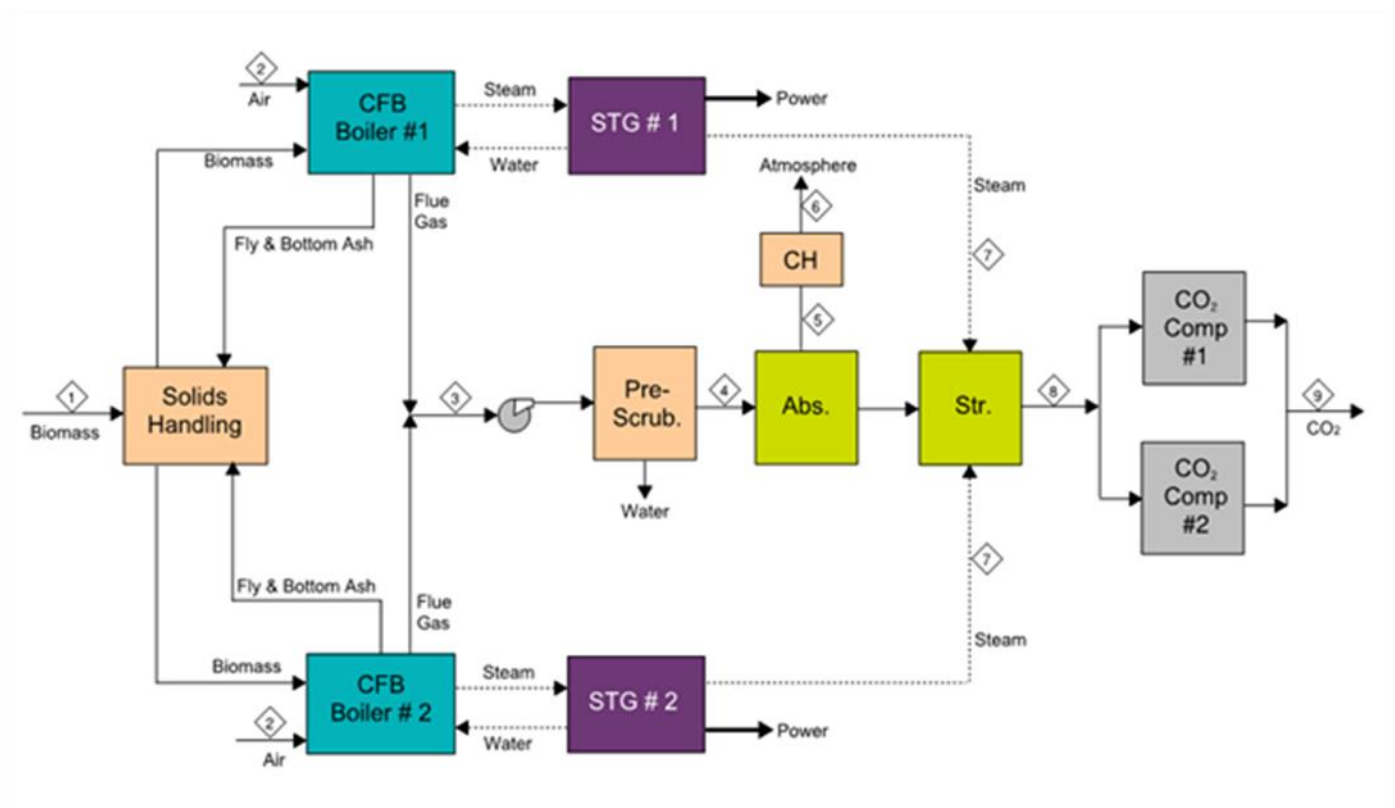 2
Air
CFB
Boiler #1
Steam
Water
STG # 1
Power
Biomass
Atmosphere
6
Steam
Flue
Gas
Fly & Bottom Ash
CH
7
5
CO₂
Comp
#1
1
Biomass
Solids
Handling
3
Pre-
Scrub.
4
Abs.
Str.
8
9
CO₂
Water
CO₂
Comp
#2
7
Fly & Bottom Ash
Flue
Gas
Steam
Biomass
CFB
Boiler # 2
Steam
Water
STG # 2
Power
2
Air